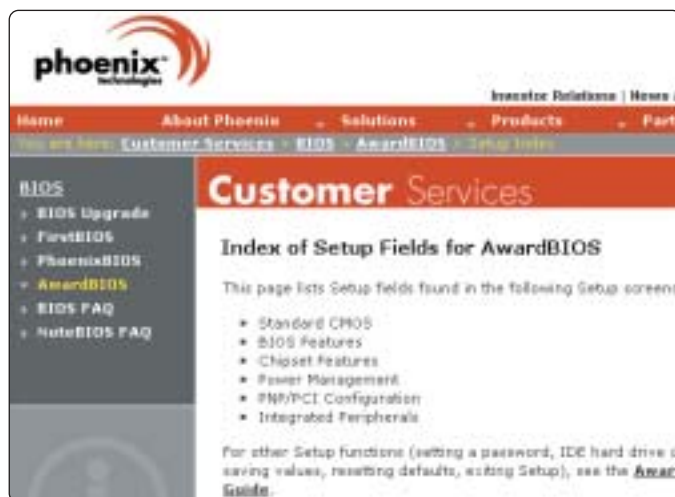 phoenix™
technologies
Investor Relations | News
Home About Phoenix Solutions Products Part
You are here: Customer Services > BIOS > AwardBIOS > Setup Index
BIOS
BIOS Upgrade
FirstBIOS
PhoenixBIOS
AwardBIOS
BIOS FAQ
NoteBIOS FAQ
Customer Services
Index of Setup Fields for AwardBIOS
This page lists Setup fields found in the following Setup screens
• Standard CMOS
• BIOS Features
• Chipset Features
• Power Management
• PNP/PCI Configuration
• Integrated Peripherals
For other Setup functions (setting a password, IDE hard drive
saving values, resetting defaults, exiting Setup), see the Awar
Guide.